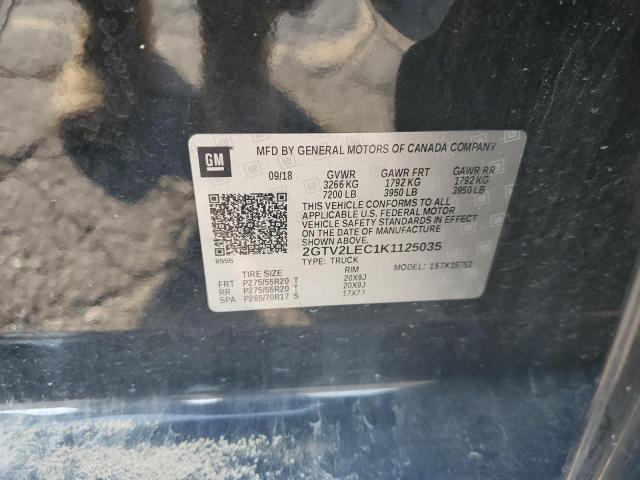 GM
MFD BY GENERAL MOTORS OF CANADA COMPANY
09/18 GVWR GAWR FRT GAWR RR
3266 KG 1792 KG 1792 KG
7200 LB 3950 LB 3950 LB
THIS VEHICLE CONFORMS TO ALL
APPLICABLE U.S. FEDERAL MOTOR
VEHICLE SAFETY STANDARDS IN EFFECT
ON THE DATE OF MANUFACTURE
SHOWN ABOVE.
2GTV2LEC1K1125035
8555 TYPE: TRUCK
TIRE SIZE RIM MODEL: 1STK15753
FRT P275/55R20 T 20X9J
RR P275/55R20 T 20X9J
SPA P265/70R17 S 17X7J